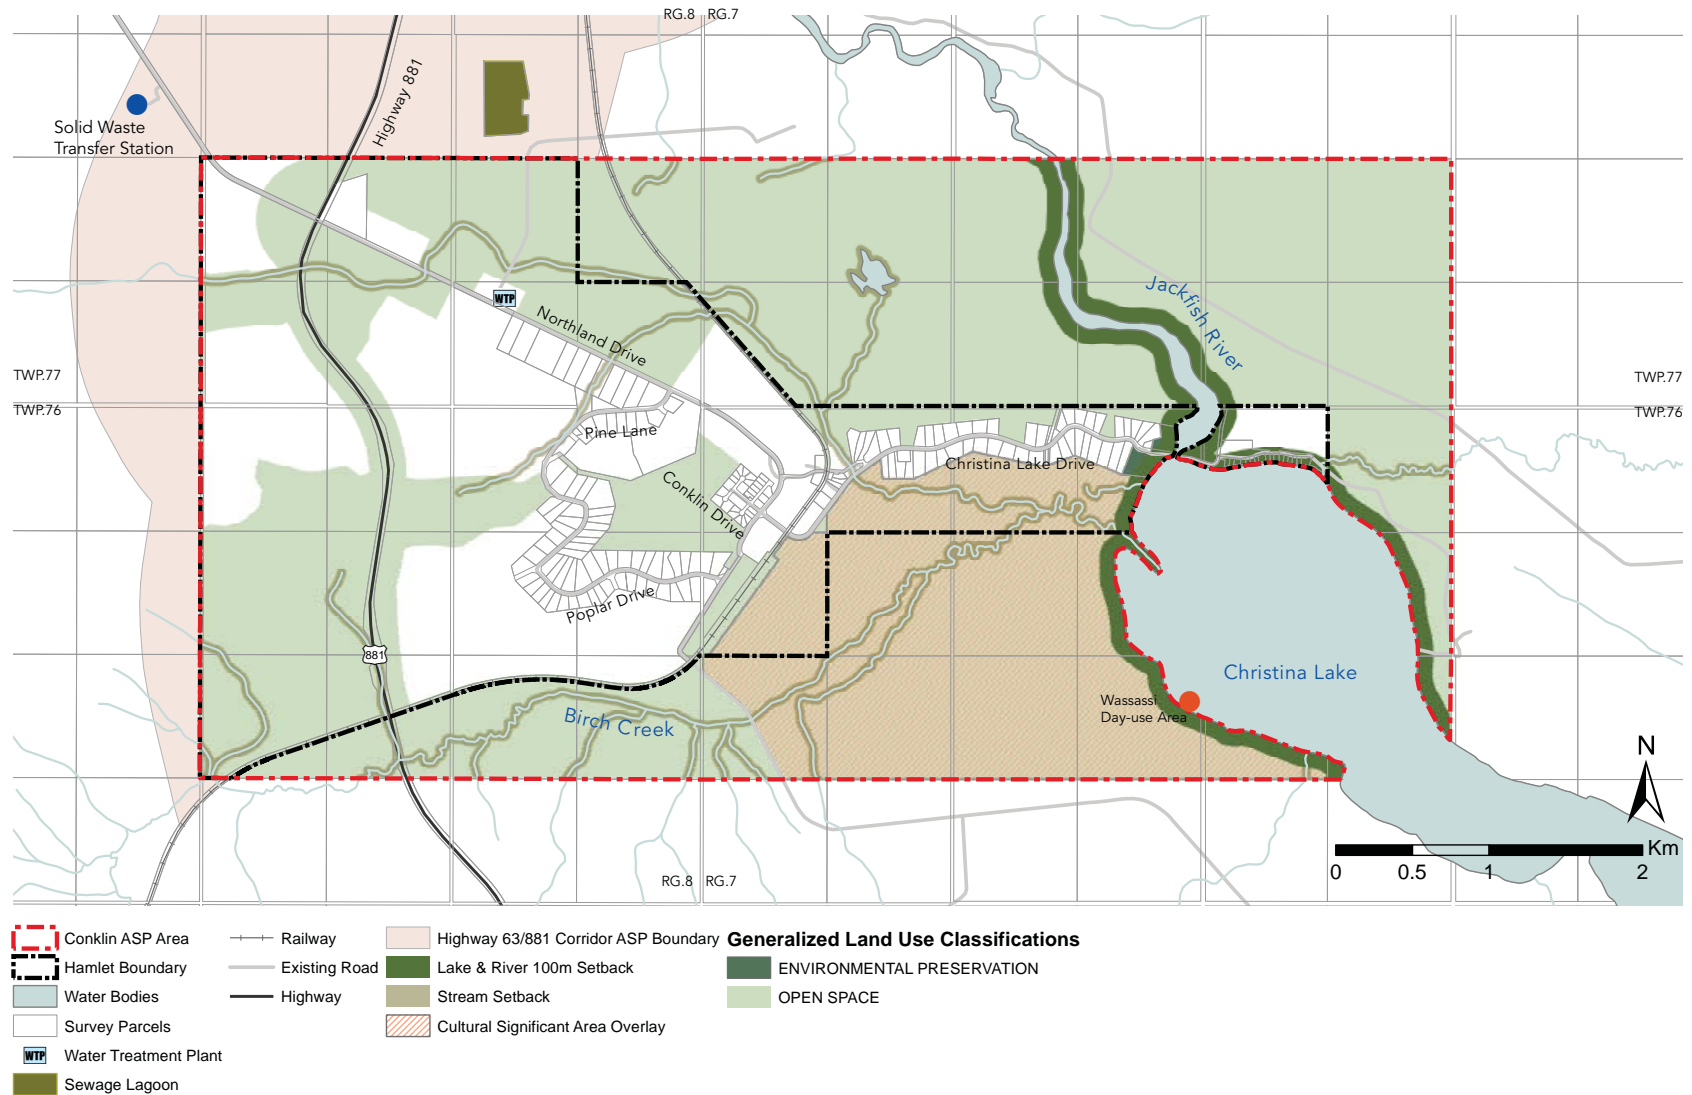 RG.8 RG.7
Highway 881
Solid Waste
Transfer Station
Jackfish River
WTP
Northland Drive
TWP.77
TWP.76
TWP.77
TWP.76
Pine Lane
Christina Lake Drive
Conklin Drive
Poplar Drive
881
Christina Lake
Wassassi
Day-use Area
Birch Creek
N
Km
0 0.5 1 2
RG.8 RG.7
Conklin ASP Area
Hamlet Boundary
Water Bodies
Survey Parcels
WTP Water Treatment Plant
Sewage Lagoon
Railway
Existing Road
Highway
Highway 63/881 Corridor ASP Boundary
Lake & River 100m Setback
Stream Setback
Cultural Significant Area Overlay
Generalized Land Use Classifications
ENVIRONMENTAL PRESERVATION
OPEN SPACE